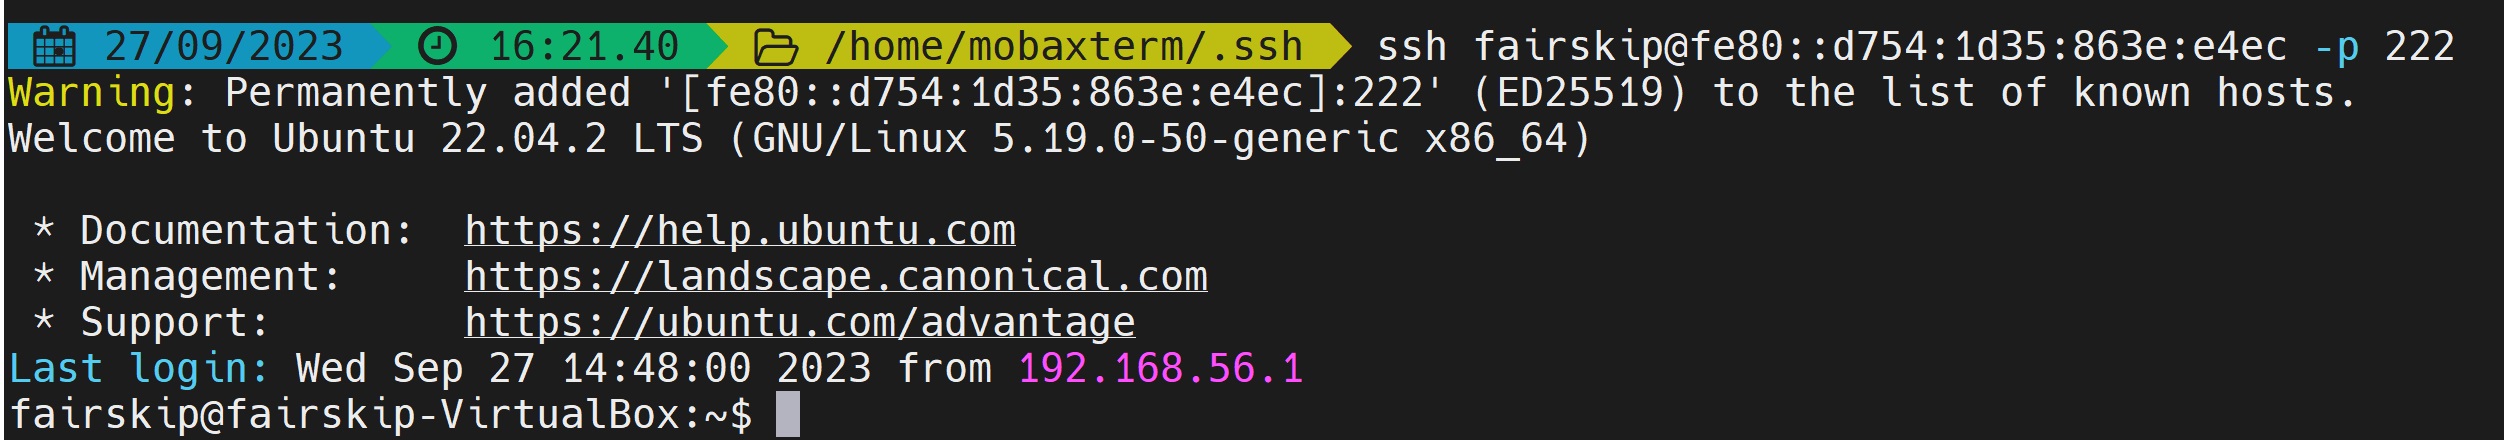 27/09/2023 16:21.40 /home/mobaxterm/.ssh ssh fairskip@fe80::d754:1d35:863e:e4ec -p 222
Warning: Permanently added '[fe80::d754:1d35:863e:e4ec]:222' (ED25519) to the list of known hosts.
Welcome to Ubuntu 22.04.2 LTS (GNU/Linux 5.19.0-50-generic x86_64)
* Documentation: https://help.ubuntu.com
* Management: https://landscape.canonical.com
* Support: https://ubuntu.com/advantage
Last login: Wed Sep 27 14:48:00 2023 from 192.168.56.1
fairskip@fairskip-VirtualBox:~$